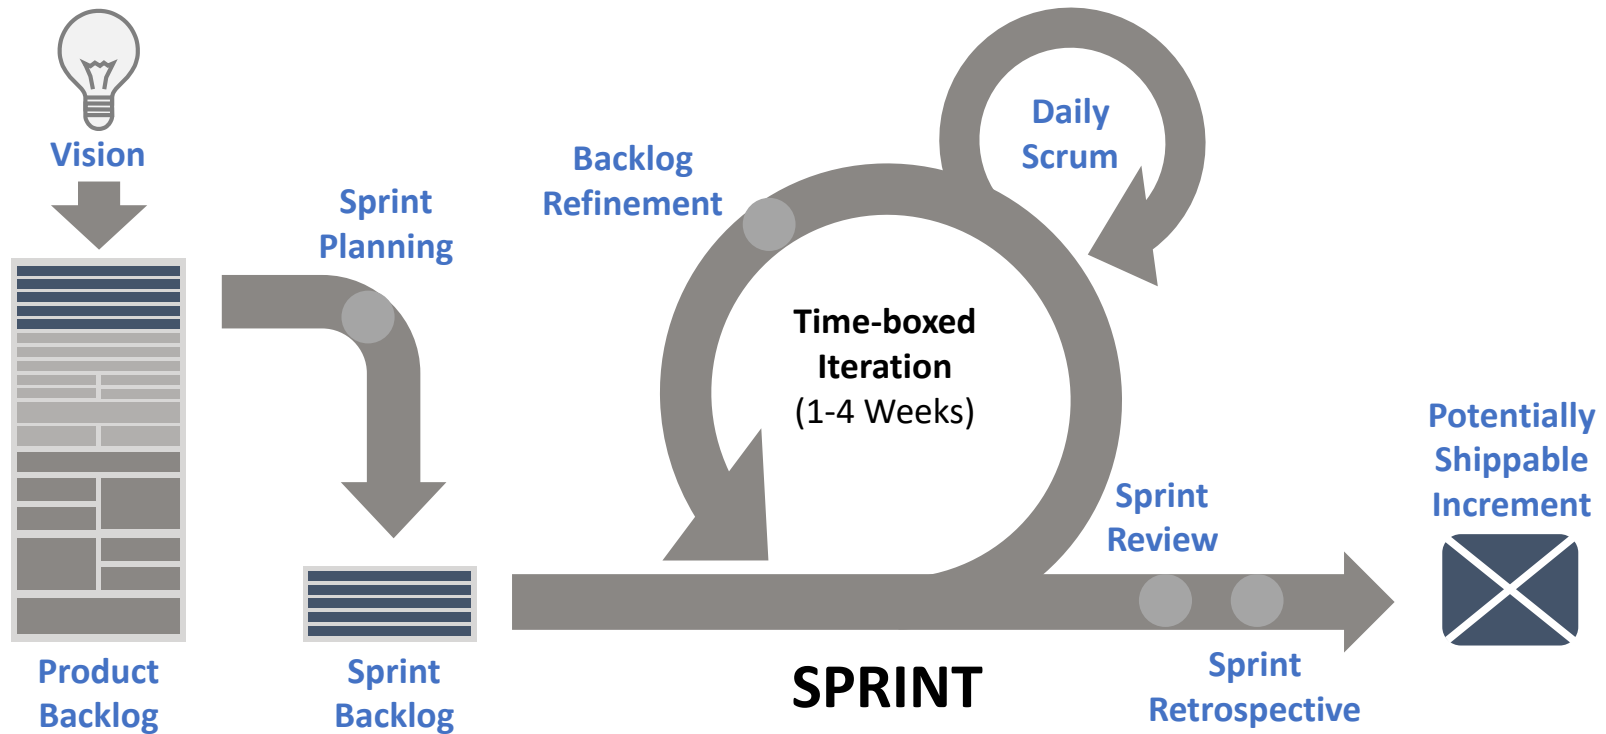 Vision
Product
Backlog
Sprint
Planning
Sprint
Backlog
Backlog
Refinement
Daily
Scrum
Time-boxed
Iteration
(1-4 Weeks)
SPRINT
Sprint
Review
Sprint
Retrospective
Potentially
Shippable
Increment